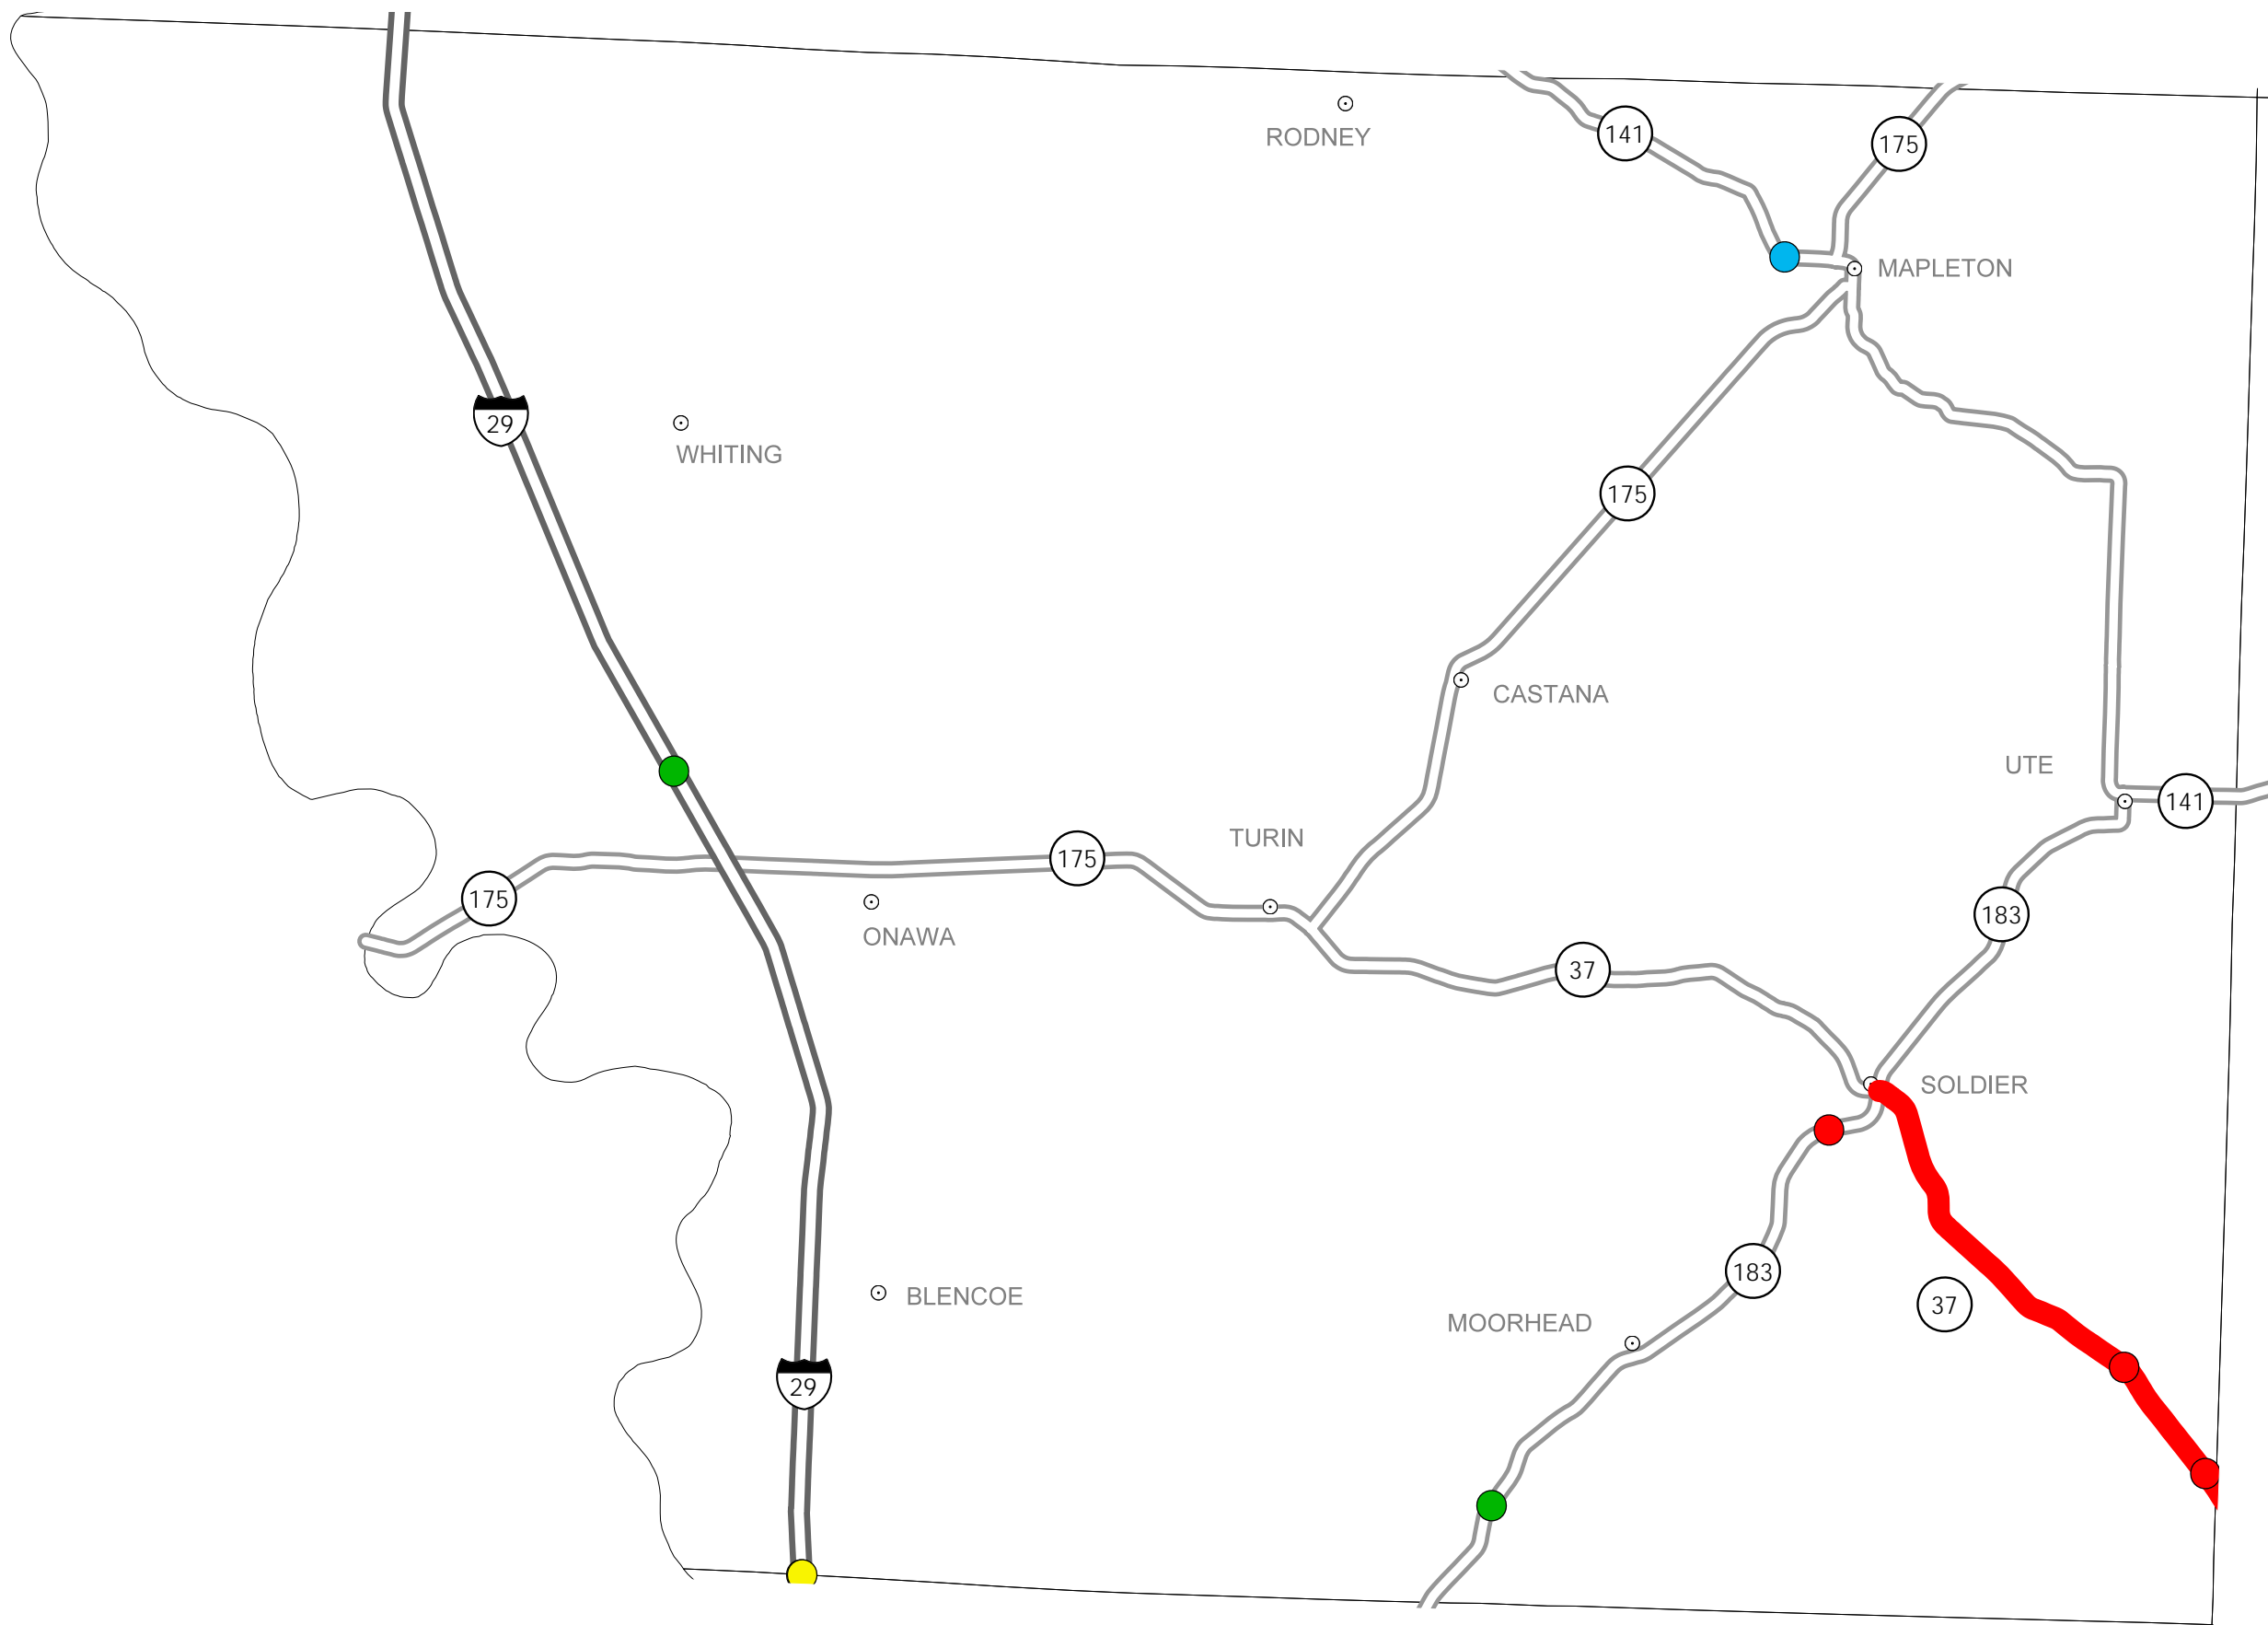 RODNEY
141
175
MAPLETON
29
WHITING
175
CASTANA
UTE
141
TURIN
175
175
183
ONAWA
37
SOLDIER
183
BLENCOE
37
MOORHEAD
29